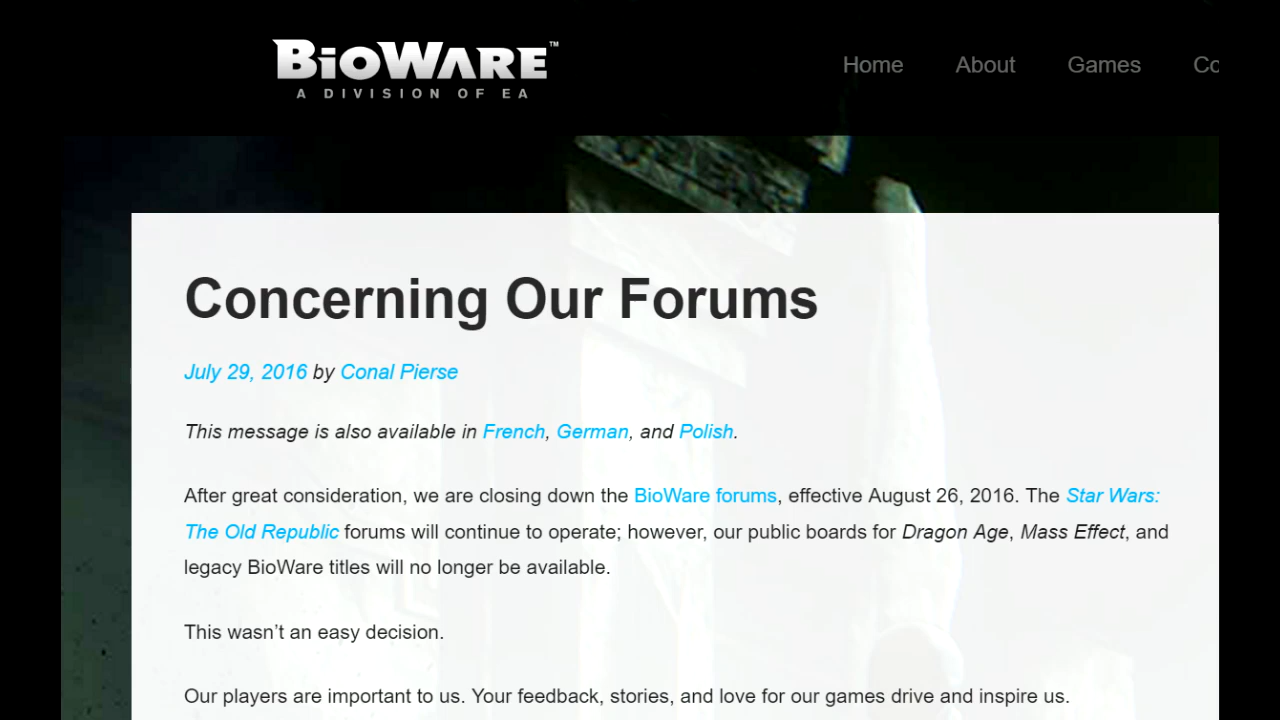 BIOWARE™
A DIVISION OF EA
Home About Games Co
Concerning Our Forums
July 29, 2016 by Conal Pierse
This message is also available in French, German, and Polish.
After great consideration, we are closing down the BioWare forums, effective August 26, 2016. The Star Wars:
The Old Republic forums will continue to operate; however, our public boards for Dragon Age, Mass Effect, and
legacy BioWare titles will no longer be available.
This wasn’t an easy decision.
Our players are important to us. Your feedback, stories, and love for our games drive and inspire us.